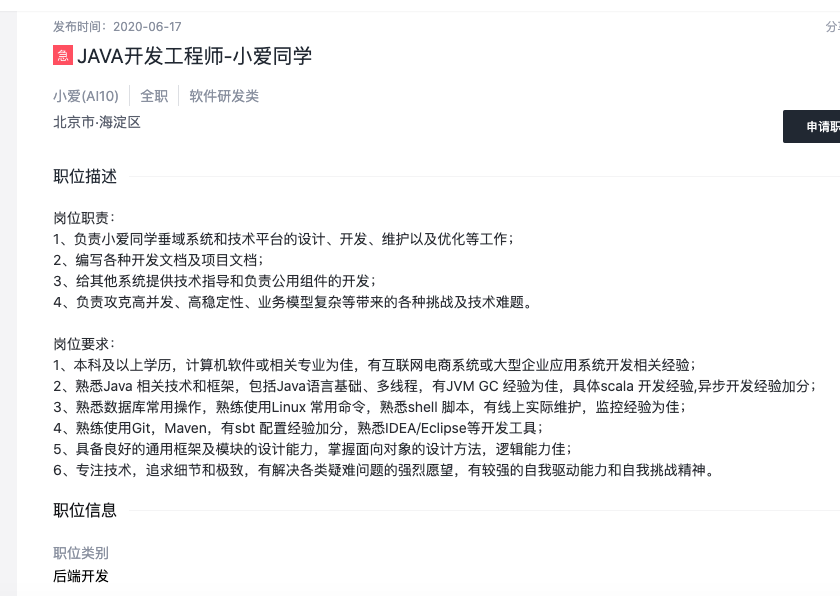 发布时间：2020-06-17
急 JAVA开发工程师-小爱同学
小爱(AI10) 全职 软件研发类
北京市·海淀区
申请职
职位描述
岗位职责：
1、负责小爱同学垂域系统和技术平台的设计、开发、维护以及优化等工作；
2、编写各种开发文档及项目文档；
3、给其他系统提供技术指导和负责公用组件的开发；
4、负责攻克高并发、高稳定性、业务模型复杂等带来的各种挑战及技术难题。
岗位要求：
1、本科及以上学历，计算机软件或相关专业为佳，有互联网电商系统或大型企业应用系统开发相关经验；
2、熟悉Java 相关技术和框架，包括Java语言基础、多线程，有JVM GC 经验为佳，具体scala 开发经验,异步开发经验加分；
3、熟悉数据库常用操作，熟练使用Linux 常用命令，熟悉shell 脚本，有线上实际维护，监控经验为佳；
4、熟练使用Git，Maven，有sbt 配置经验加分，熟悉IDEA/Eclipse等开发工具；
5、具备良好的通用框架及模块的设计能力，掌握面向对象的设计方法，逻辑能力佳；
6、专注技术，追求细节和极致，有解决各类疑难问题的强烈愿望，有较强的自我驱动能力和自我挑战精神。
职位信息
职位类别
后端开发